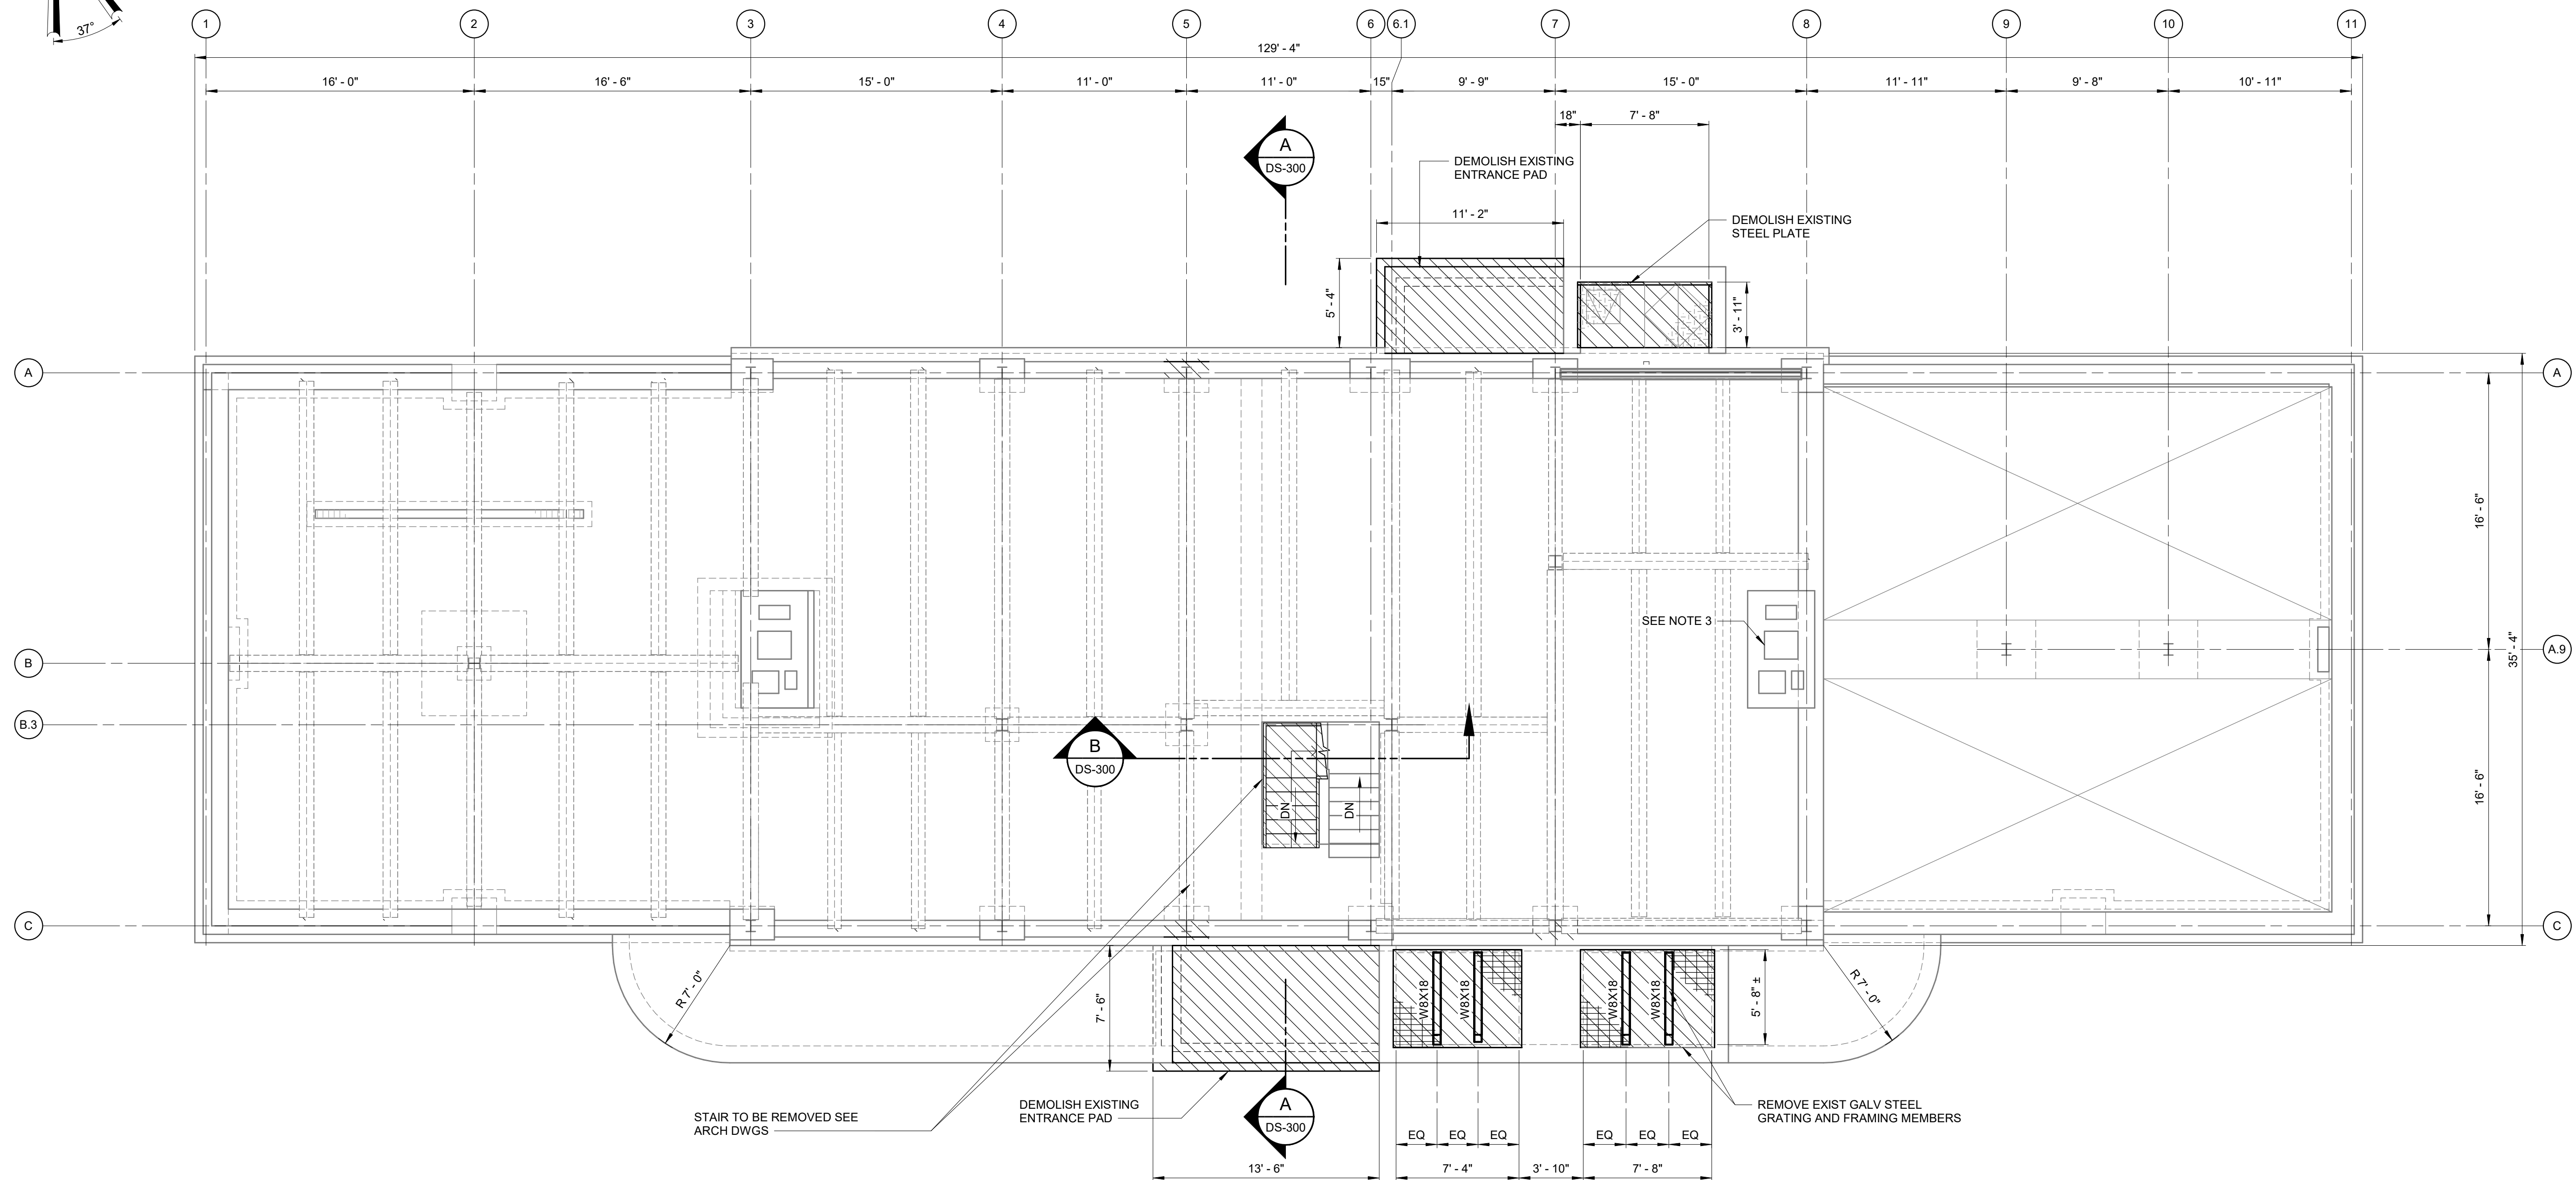 37°
1
2
3
4
5
6
6.1
7
8
9
10
11
129' - 4"
16' - 0"
16' - 6"
15' - 0"
11' - 0"
11' - 0"
15"
9' - 9"
15' - 0"
11' - 11"
9' - 8"
10' - 11"
18"
7' - 8"
A
DS-300
DEMOLISH EXISTING
ENTRANCE PAD
11' - 2"
DEMOLISH EXISTING
STEEL PLATE
5' - 4"
3' - 11"
A
A
16' - 6"
35' - 4"
SEE NOTE 3
B
A.9
B.3
B
DS-300
DN
DN
16' - 6"
C
C
R 7' - 0"
7' - 6"
W8X18
W8X18
W8X18
W8X18
5' - 8" ±
R 7' - 0"
STAIR TO BE REMOVED SEE
ARCH DWGS
DEMOLISH EXISTING
ENTRANCE PAD
A
DS-300
REMOVE EXIST GALV STEEL
GRATING AND FRAMING MEMBERS
EQ
EQ
EQ
EQ
EQ
EQ
13' - 6"
7' - 4"
3' - 10"
7' - 8"